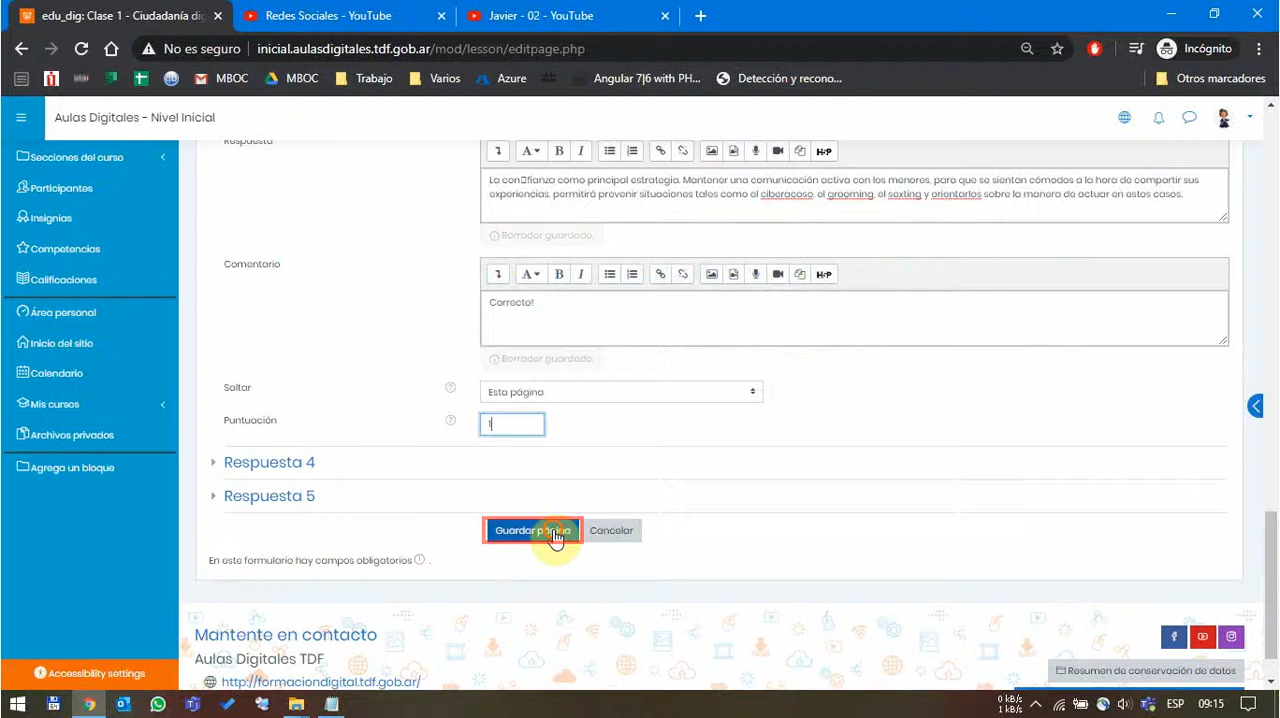 edu_dig: Clase 1 - Ciudadanía dig
Redes Sociales - YouTube
Javier - 02 - YouTube
No es seguro
inicial.aulasdigitales.tdf.gob.ar/mod/lesson/editpage.php
Incógnito
MBOC
MBOC
Trabajo
Varios
Azure
Angular 7|6 with PH...
Detección y recono...
Otros marcadores
Aulas Digitales - Nivel Inicial
Secciones del curso
Participantes
Insignias
Competencias
Calificaciones
Área personal
Inicio del sitio
Calendario
Mis cursos
Archivos privados
Agrega un bloque
Accessibility settings
Respuesta
A B I
H-P
La con▯fianza como principal estrategia. Mantener una comunicación activa con los menores, para que se sientan cómodos a la hora de compartir sus
experiencias, permitirá prevenir situaciones tales como el ciberacoso, el grooming, el sexting y orientarlos sobre la manera de actuar en estos casos.
Borrador guardado.
Comentario
A B I
H-P
Correcto!
Borrador guardado.
Saltar
Esta página
Puntuación
1
Respuesta 4
Respuesta 5
Guardar página
Cancelar
En este formulario hay campos obligatorios
Mantente en contacto
Aulas Digitales TDF
http://formaciondigital.tdf.gob.ar/
Resumen de conservación de datos
0 kB/s
1 kB/s
ESP
09:15